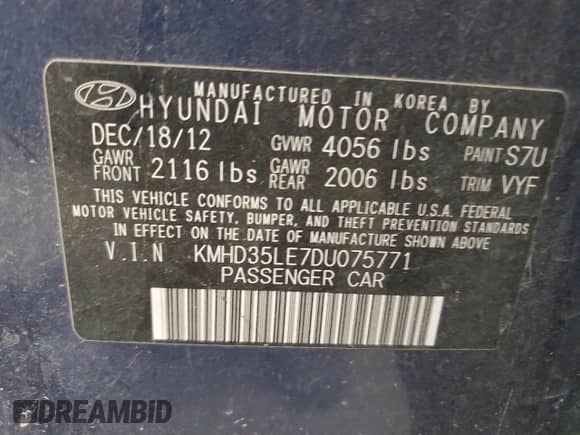 MANUFACTURED IN KOREA BY
HYUNDAI MOTOR COMPANY
DEC/18/12 GVWR 4056 lbs PAINT S7U
GAWR FRONT 2116 lbs GAWR REAR 2006 lbs TRIM VYF
THIS VEHICLE CONFORMS TO ALL APPLICABLE U.S.A. FEDERAL
MOTOR VEHICLE SAFETY, BUMPER, AND THEFT PREVENTION STANDARDS
IN EFFECT ON THE DATE OF MANUFACTURE SHOWN ABOVE
V.I.N KMHD35LE7DU075771
PASSENGER CAR
DREAMBID